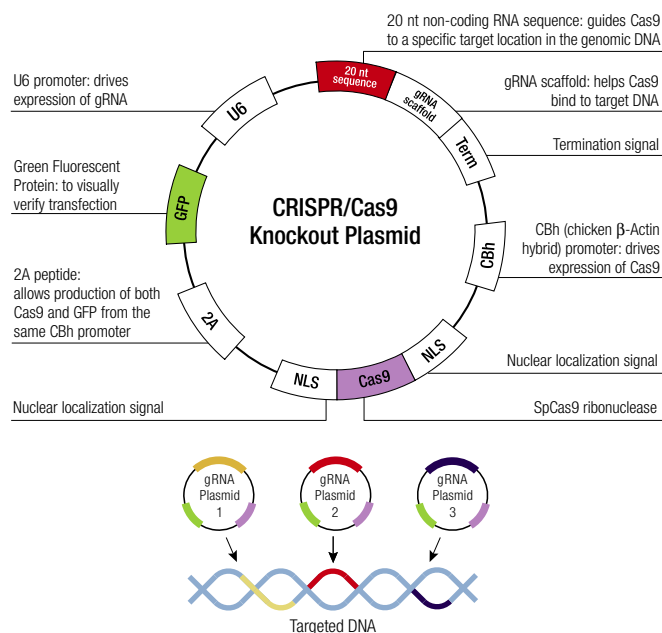 20 nt non-coding RNA sequence: guides Cas9
to a specific target location in the genomic DNA
U6 promoter: drives
expression of gRNA
20 nt
sequence
gRNA
scaffold
gRNA scaffold: helps Cas9
bind to target DNA
U6
Term
Termination signal
Green Fluorescent
Protein: to visually
verify transfection
GFP
CRISPR/Cas9
Knockout Plasmid
CBh
CBh (chicken β-Actin
hybrid) promoter: drives
expression of Cas9
2A peptide:
allows production of both
Cas9 and GFP from the
same CBh promoter
2A
NLS
Cas9
NLS
Nuclear localization signal
Nuclear localization signal
SpCas9 ribonuclease
gRNA
Plasmid
1
gRNA
Plasmid
2
gRNA
Plasmid
3
Targeted DNA